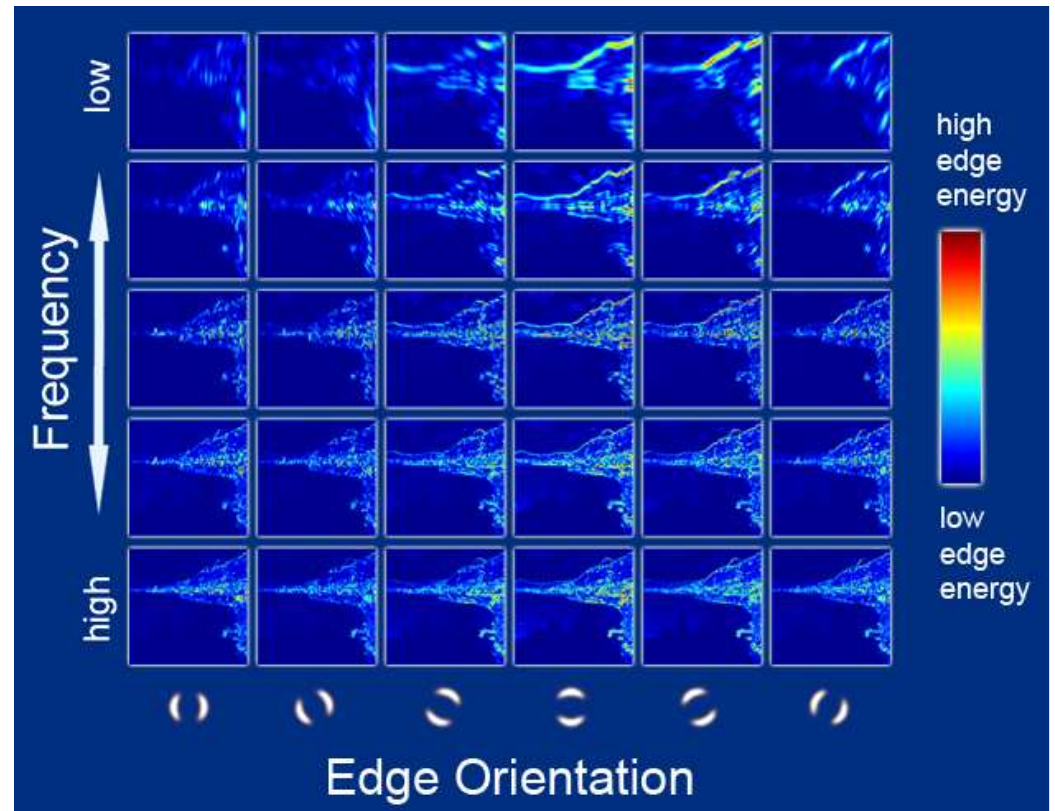 low
Frequency
high
high
edge
energy
low
edge
energy
Edge Orientation